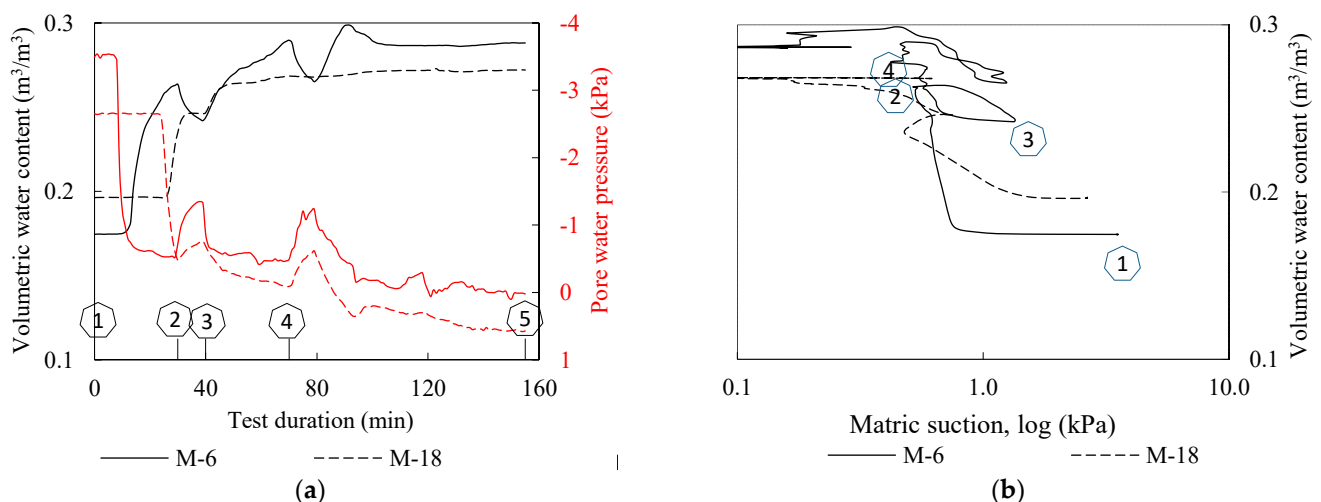 0.3
0.2
0.1
Volumetric water content (m³/m³)
-4
-3
-2
-1
0
1
Pore water pressure (kPa)
1
2
3
4
5
0 40 80 120 160
Test duration (min)
M-6 M-18
(a)
4
2
3
1
0.3
0.2
0.1
Volumetric water content (m³/m³)
0.1 1.0 10.0
Matric suction, log (kPa)
M-6 M-18
(b)